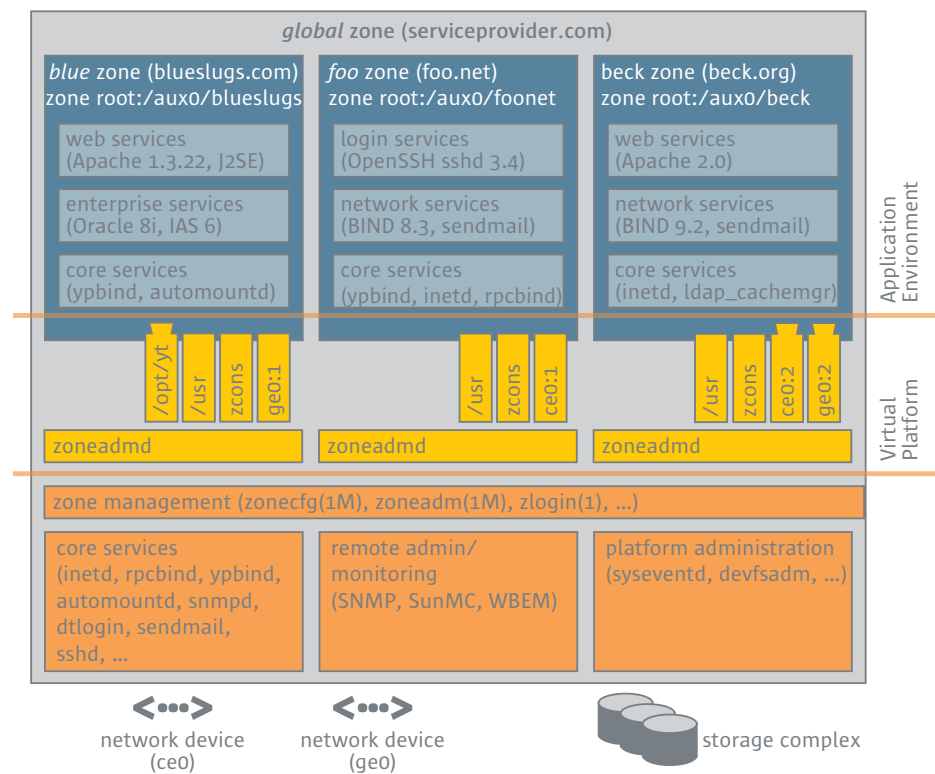 global zone (serviceprovider.com)
blue zone (blueslugs.com)
zone root:/aux0/blueslugs
web services
(Apache 1.3.22, J2SE)
enterprise services
(Oracle 8i, IAS 6)
core services
(ypbind, automountd)
foo zone (foo.net)
zone root:/aux0/foonet
login services
(OpenSSH sshd 3.4)
network services
(BIND 8.3, sendmail)
core services
(ypbind, inetd, rpcbind)
beck zone (beck.org)
zone root:/aux0/beck
web services
(Apache 2.0)
network services
(BIND 9.2, sendmail)
core services
(inetd, ldap_cachemgr)
Application
Environment
/opt/yt
/usr
zcons
ge0:1
/usr
zcons
ce0:1
/usr
zcons
ce0:2
ge0:2
zoneadmd
zoneadmd
zoneadmd
Virtual
Platform
zone management (zonecfg(1M), zoneadm(1M), zlogin(1), ...)
core services
(inetd, rpcbind, ypbind,
automountd, snmpd,
dtlogin, sendmail,
sshd, ...
remote admin/
monitoring
(SNMP, SunMC, WBEM)
platform administration
(syseventd, devfsadm, ...)
network device
(ce0)
network device
(ge0)
storage complex